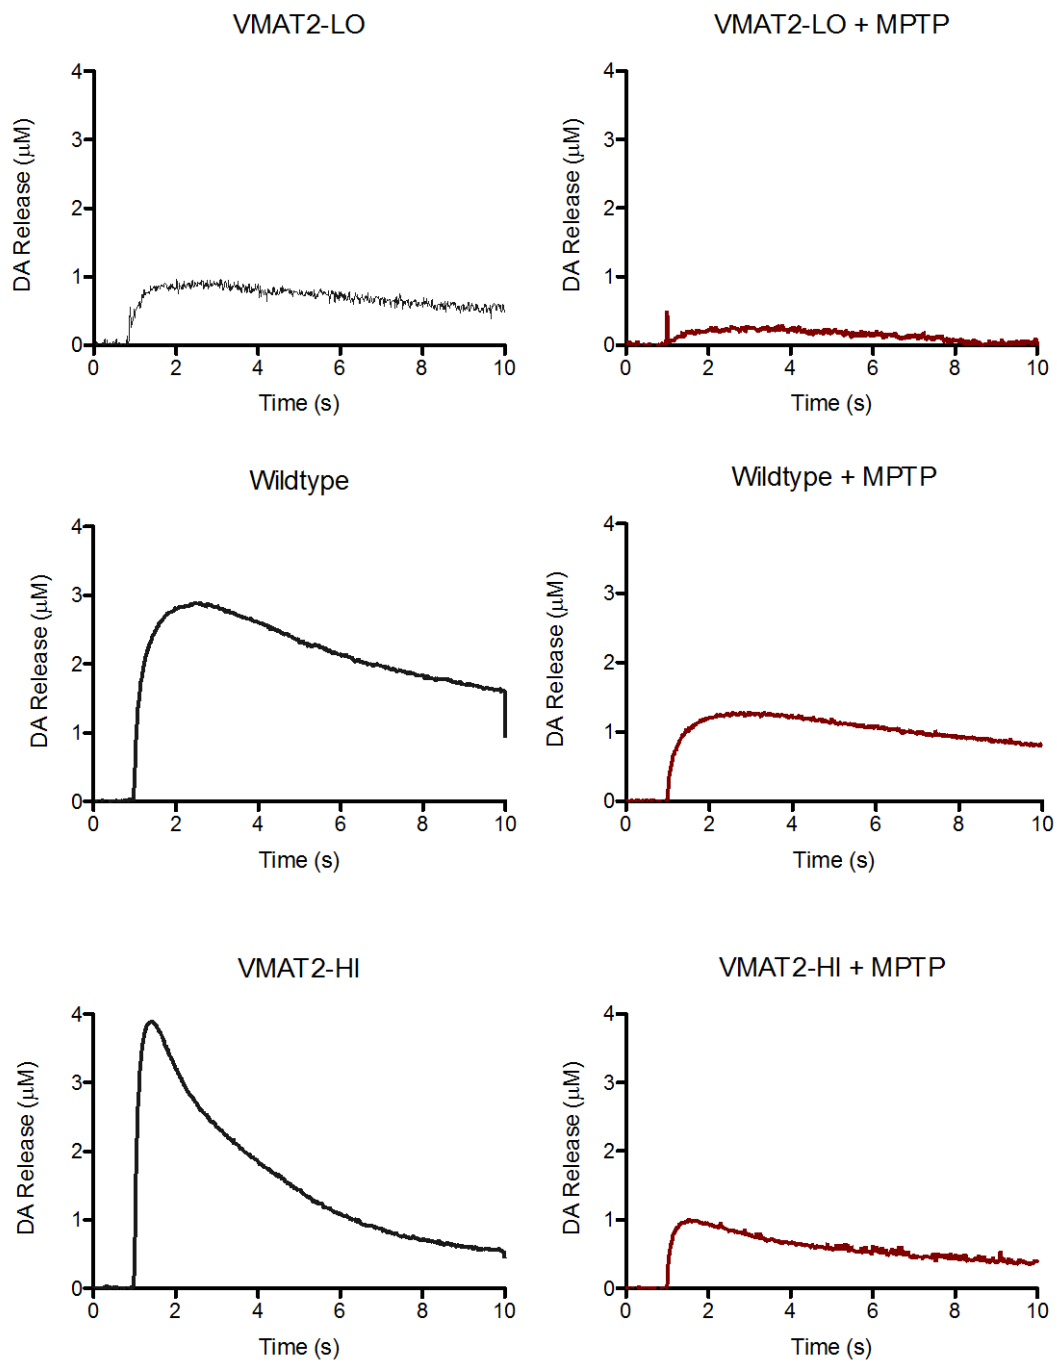 VMAT2-LO
DA Release (μM)
4
3
2
1
0
0 2 4 6 8 10
Time (s)
VMAT2-LO + MPTP
DA Release (μM)
4
3
2
1
0
0 2 4 6 8 10
Time (s)
Wildtype
DA Release (μM)
4
3
2
1
0
0 2 4 6 8 10
Time (s)
Wildtype + MPTP
DA Release (μM)
4
3
2
1
0
0 2 4 6 8 10
Time (s)
VMAT2-HI
DA Release (μM)
4
3
2
1
0
0 2 4 6 8 10
Time (s)
VMAT2-HI + MPTP
DA Release (μM)
4
3
2
1
0
0 2 4 6 8 10
Time (s)